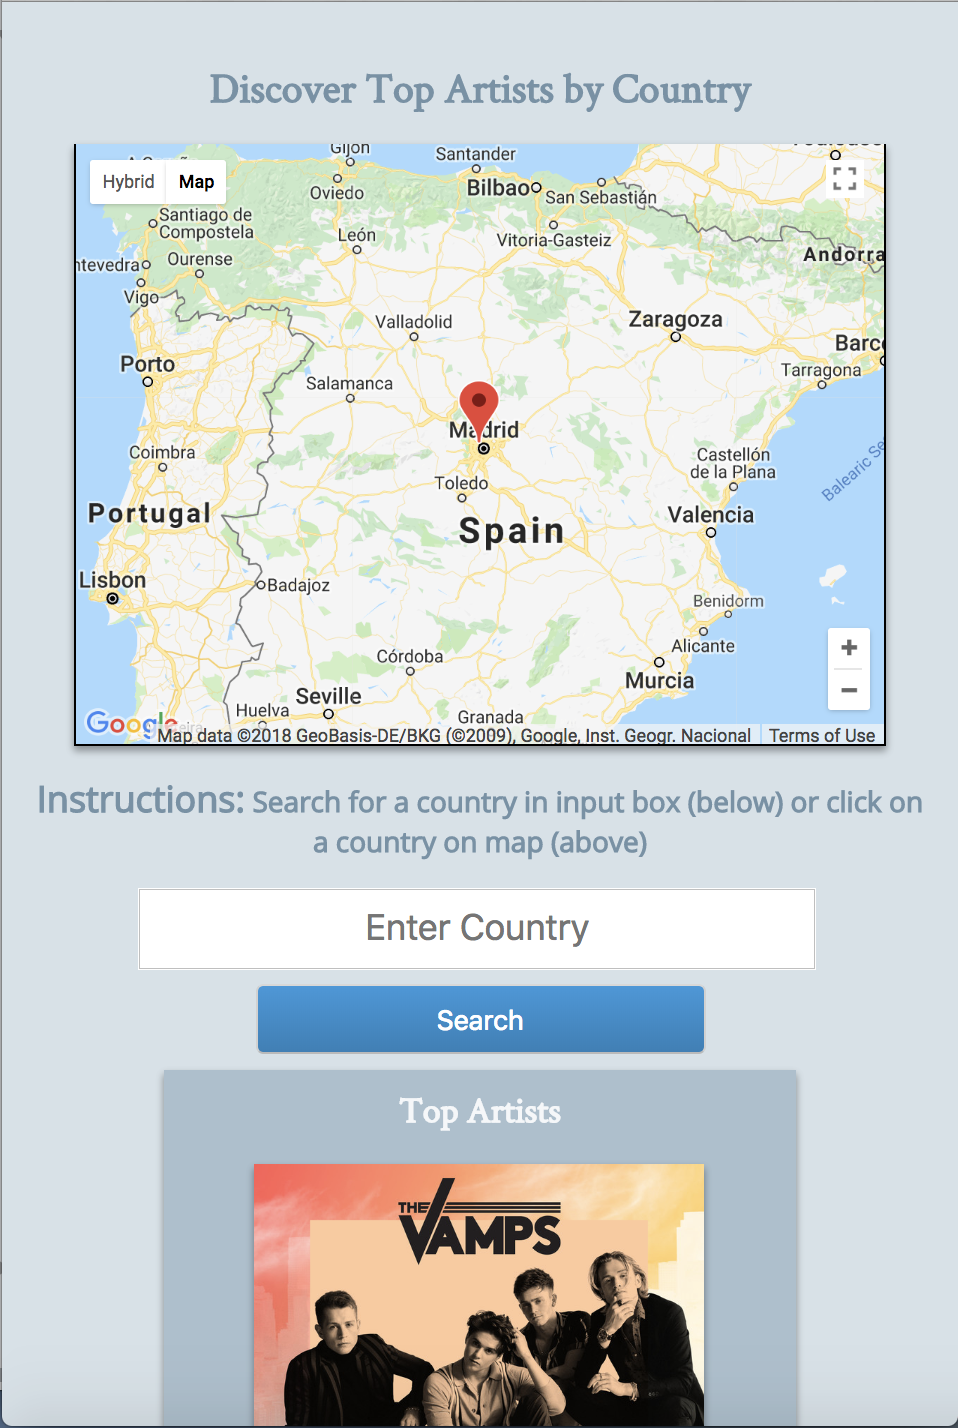 Discover Top Artists by Country
Gijón
Santander
Hybrid Map
Bilbao
San Sebastián
Oviedo
Santiago de
Compostela
León
Vitoria-Gasteiz
Andorra
ntevedra
Ourense
Vigo
Valladolid
Zaragoza
Barc
Porto
Tarragona
Salamanca
Madrid
Coimbra
Castellón
de la Plana
Balearic Se
Toledo
Portugal
Spain
Valencia
Lisbon
Badajoz
Benidorm
Alicante
Córdoba
Murcia
Seville
Huelva
Granada
Google
Map data ©2018 GeoBasis-DE/BKG (©2009), Google, Inst. Geogr. Nacional
Terms of Use
Instructions: Search for a country in input box (below) or click on
a country on map (above)
Enter Country
Search
Top Artists
THE
VAMPS